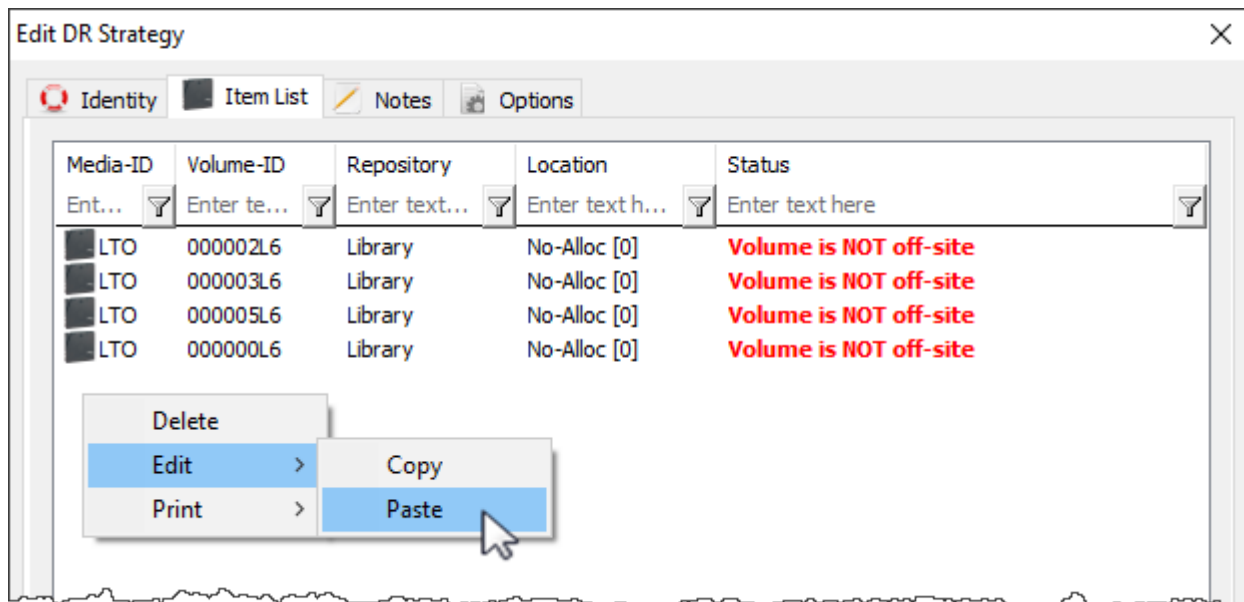 Edit DR Strategy
Identity Item List Notes Options
Media-ID Volume-ID Repository Location Status
Ent... Enter te... Enter text... Enter text h... Enter text here
LTO 000002L6 Library No-Alloc [0] Volume is NOT off-site
LTO 000003L6 Library No-Alloc [0] Volume is NOT off-site
LTO 000005L6 Library No-Alloc [0] Volume is NOT off-site
LTO 000000L6 Library No-Alloc [0] Volume is NOT off-site
Delete
Edit Copy
Print Paste